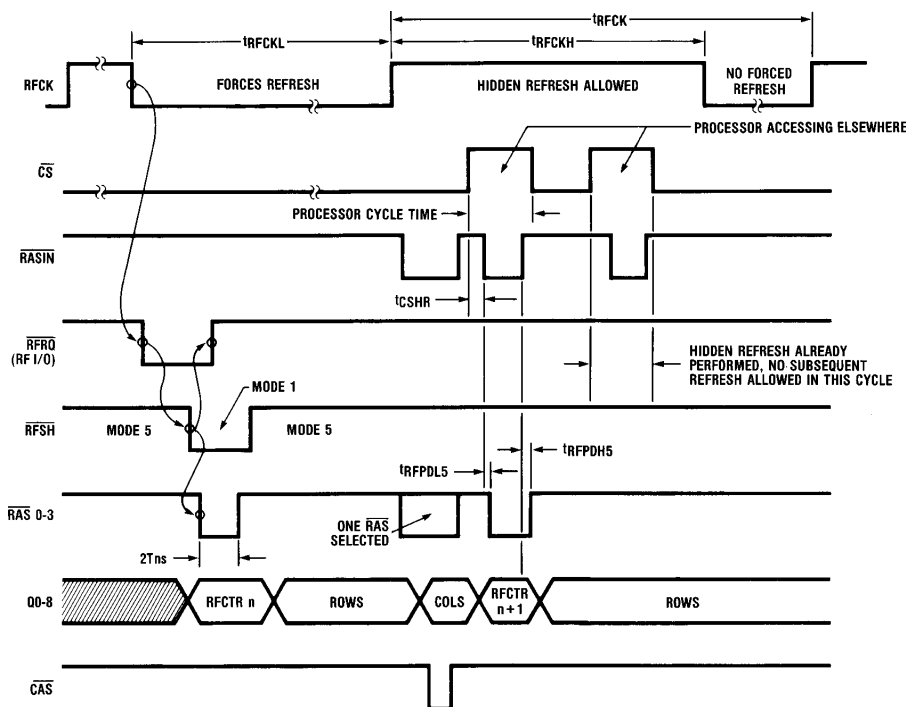 tRFCK
tRFCKL
tRFCKH
RFCK
FORCES REFRESH
HIDDEN REFRESH ALLOWED
NO FORCED
REFRESH
PROCESSOR ACCESSING ELSEWHERE
CS
PROCESSOR CYCLE TIME
RASIN
tCSHR
RFRQ
(RF I/O)
HIDDEN REFRESH ALREADY
PERFORMED, NO SUBSEQUENT
REFRESH ALLOWED IN THIS CYCLE
MODE 1
RFSH
MODE 5
MODE 5
tRFPDL5
tRFPDH5
RAS 0-3
ONE RAS
SELECTED
2Tns
Q0-8
RFCTR n
ROWS
COLS
RFCTR
n+1
ROWS
CAS